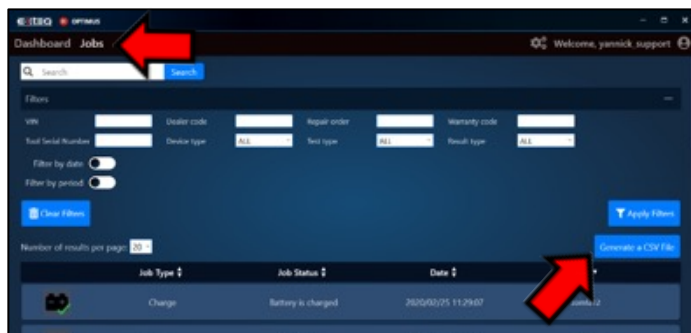 exteq OPTIMUS
Dashboard Jobs Welcome, yannick_support
Search Search
Filters
VIN Dealer code Repair order Warranty code
Tool Serial Number Device type ALL Test type ALL Result type ALL
Filter by date
Filter by period
Clear Filters Apply Filters
Number of results per page: 20 Generate a CSV File
Job Type Job Status Date
Charge Battery is charged 2020/02/25 11:29:07